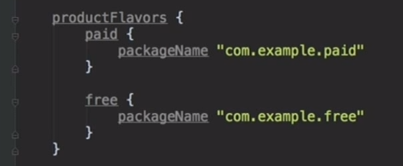 productFlavors {
paid {
packageName "com.example.paid"
}
free {
packageName "com.example.free"
}
}